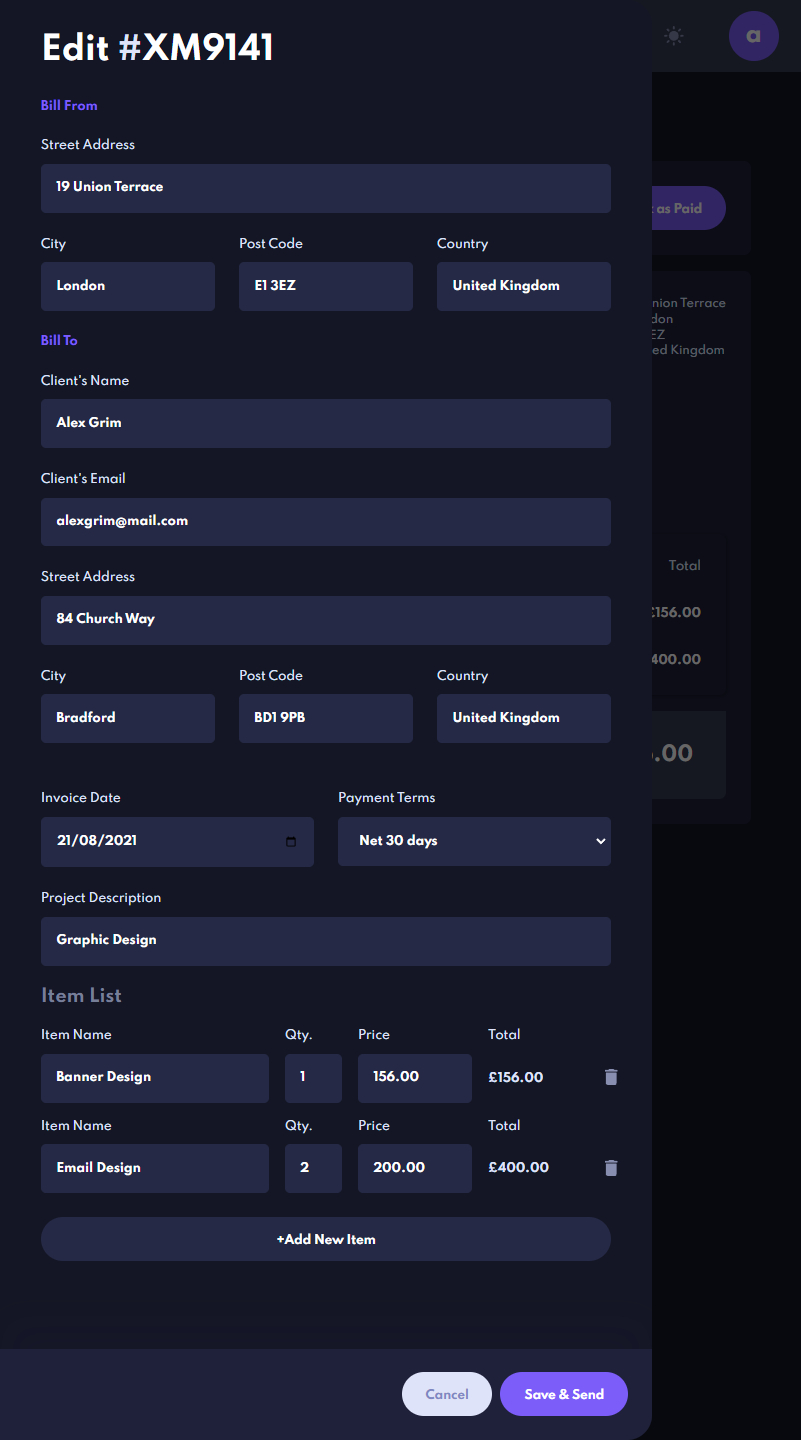 Edit #XM9141
a
Bill From
Street Address
19 Union Terrace
as Paid
City Post Code Country
London E1 3EZ United Kingdom
Terrace
Kingdom
Bill To
Client's Name
Alex Grim
Client's Email
alexgrim@mail.com
Street Address
84 Church Way
Total
£156.00
400.00
City Post Code Country
Bradford BD1 9PB United Kingdom
.00
Invoice Date Payment Terms
21/08/2021 Net 30 days
Project Description
Graphic Design
Item List
Item Name Qty. Price Total
Banner Design 1 156.00 £156.00
Item Name Qty. Price Total
Email Design 2 200.00 £400.00
+Add New Item
Cancel Save & Send